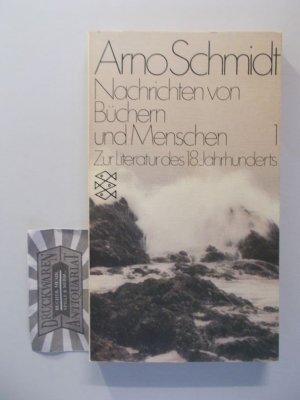 Arno Schmidt
Nachrichten von
Büchern
und Menschen 1
Zur Literatur des 18. Jahrhunderts
DRUCKWAREN
ANTIQUARIAT